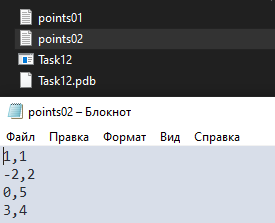 points01
points02
Task12
Task12.pdb
points02 – Блокнот
Файл Правка Формат Вид Справка
1,1
-2,2
0,5
3,4